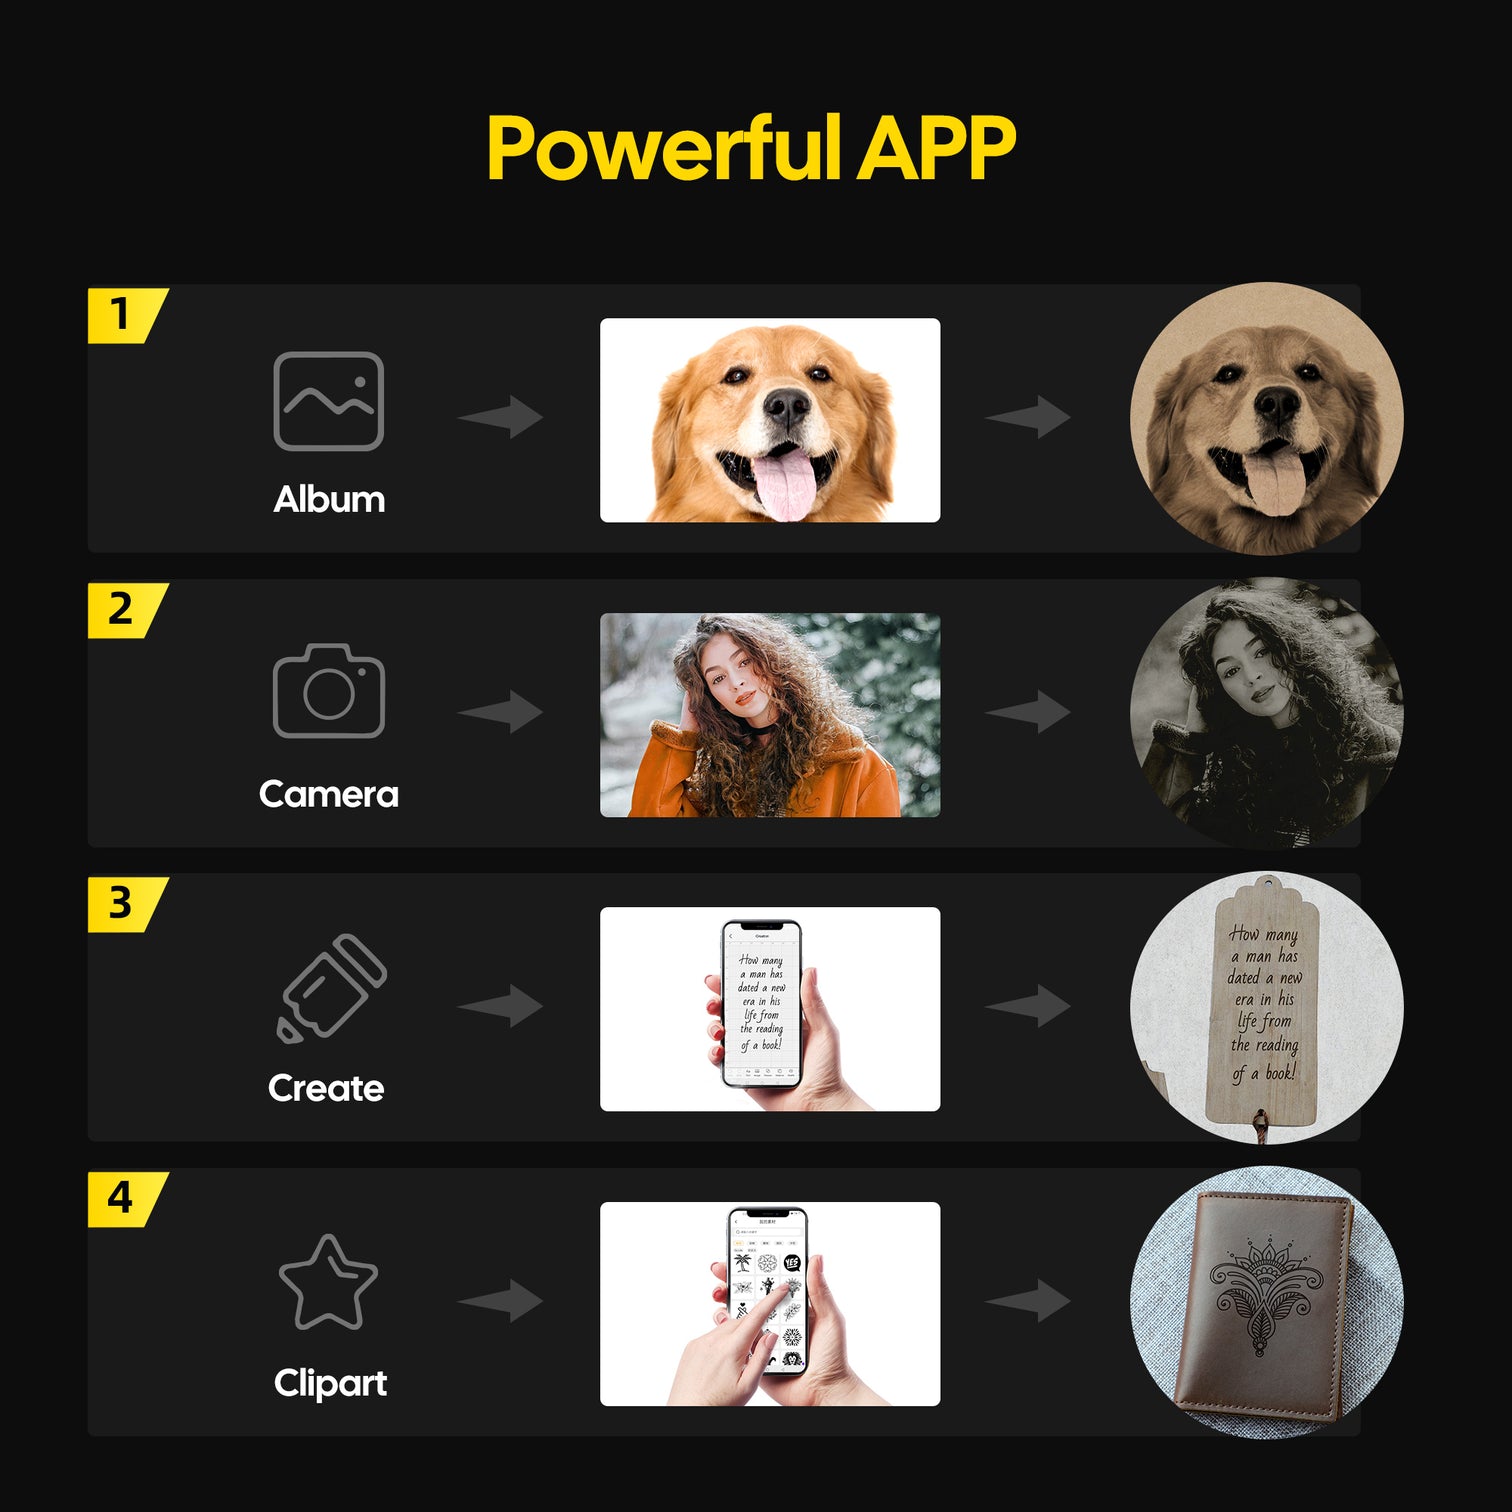 Powerful APP
1
Album
2
Camera
3
Create
How many
a man has
dated a new
era in his
life from
the reading
of a book!
How many
a man has
dated a new
era in his
life from
the reading
of a book!
4
Clipart
YES